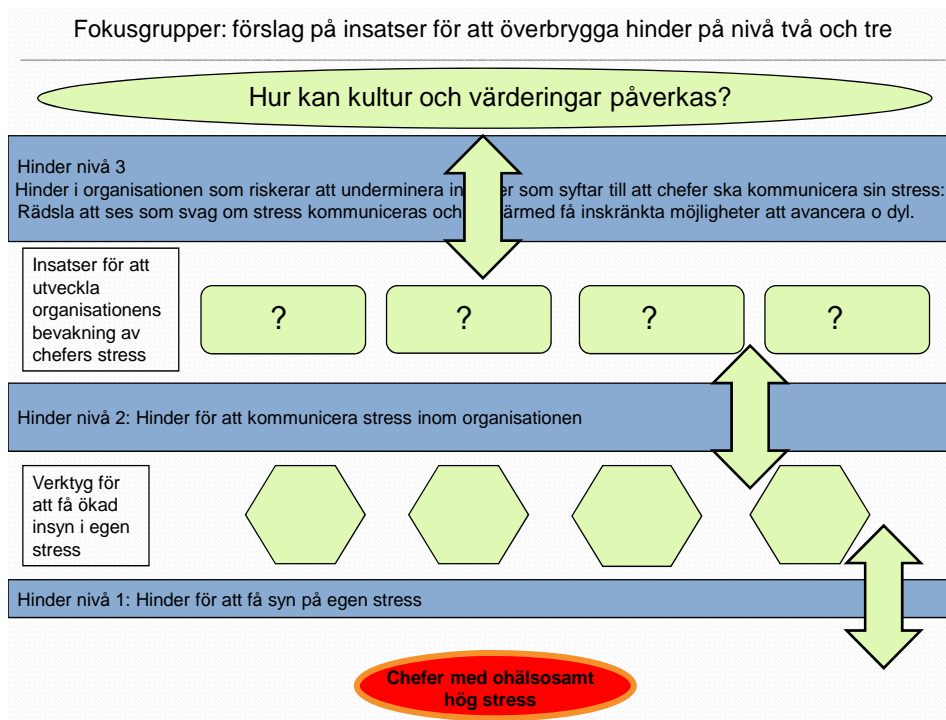 Fokusgrupper: förslag på insatser för att överbrygga hinder på nivå två och tre
Hur kan kultur och värderingar påverkas?
Hinder nivå 3
Hinder i organisationen som riskerar att underminera in er som syftar till att chefer ska kommunicera sin stress:
Rädsla att ses som svag om stress kommuniceras och ärmed få inskränkta möjligheter att avancera o dyl.
Insatser för att
utveckla
organisationens
bevakning av
chefers stress
? ? ? ?
Hinder nivå 2: Hinder för att kommunicera stress inom organisationen
Verktyg för
att få ökad
insyn i egen
stress
Hinder nivå 1: Hinder för att få syn på egen stress
Chefer med ohälsosamt
hög stress